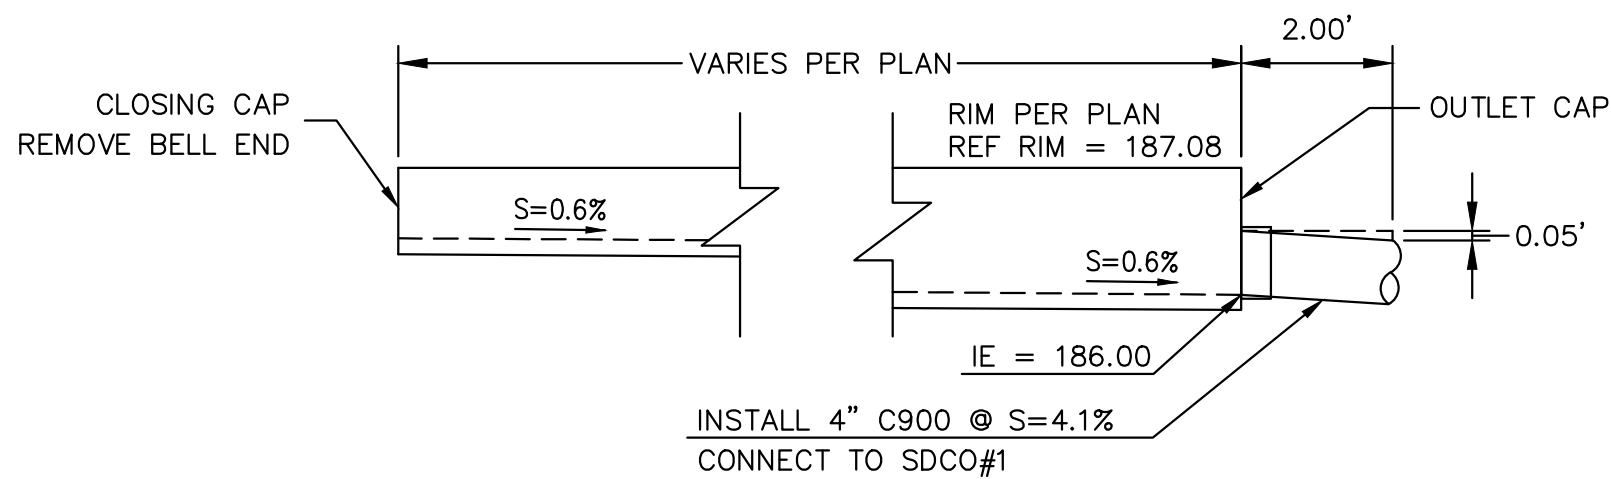 2.00'
VARIES PER PLAN
CLOSING CAP
REMOVE BELL END
RIM PER PLAN
REF RIM = 187.08
OUTLET CAP
S=0.6%
0.05'
S=0.6%
IE = 186.00
INSTALL 4" C900 @ S=4.1%
CONNECT TO SDCO#1